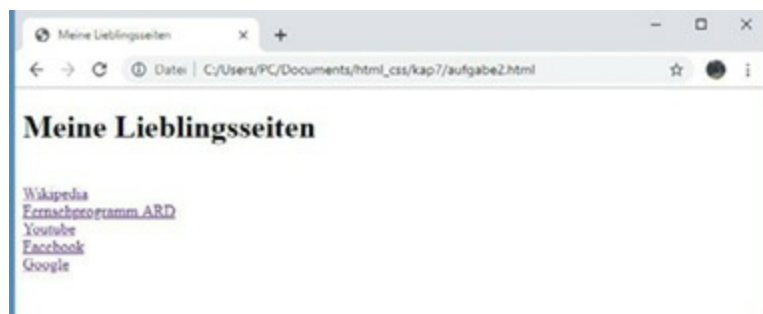 Meine Lieblingsseiten
Datei | C:/Users/PC/Documents/html_css/kap7/aufgabe2.html
Meine Lieblingsseiten
Wikipedia
Fernsehprogramm ARD
Youtube
Facebook
Google